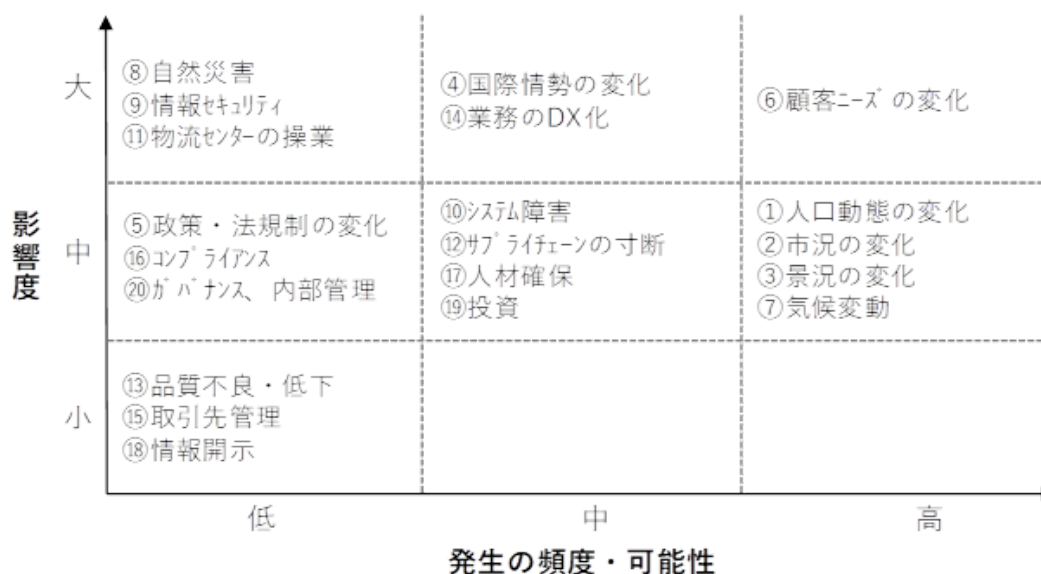 影響度
大
⑧自然災害
⑨情報ｾｷｭﾘﾃｨ
⑪物流ｾﾝﾀｰの操業
④国際情勢の変化
⑭業務のDX化
⑥顧客ﾆｰｽﾞの変化
中
⑤政策・法規制の変化
⑯ｺﾝﾌﾟﾗｲｱﾝｽ
⑳ｶﾞﾊﾞﾅﾝｽ、内部管理
⑩ｼｽﾃﾑ障害
⑫ｻﾌﾟﾗｲﾁｪｰﾝの寸断
⑰人材確保
⑲投資
①人口動態の変化
②市況の変化
③景況の変化
⑦気候変動
小
⑬品質不良・低下
⑮取引先管理
⑱情報開示
低
中
高
発生の頻度・可能性